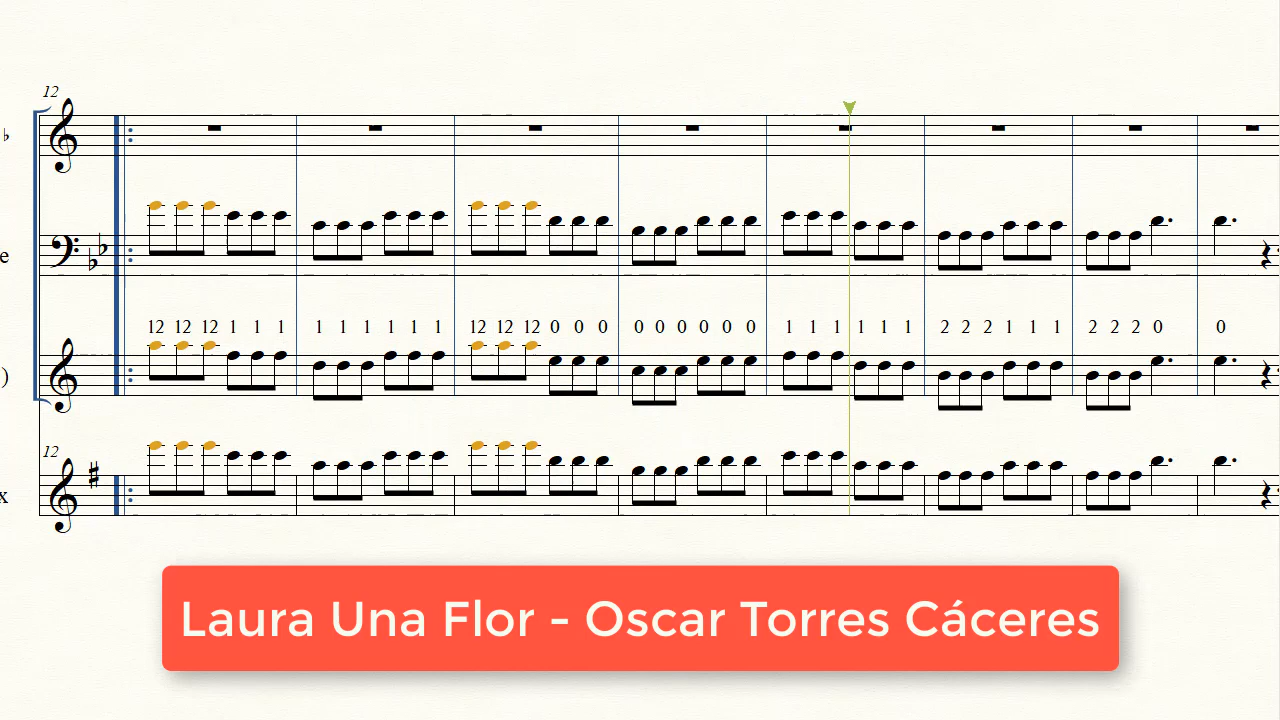 12
♭
e
12 12 12 1 1 1 1 1 1 1 1 1 12 12 12 0 0 0 0 0 0 0 0 0 1 1 1 1 1 1 2 2 2 1 1 1 2 2 2 0 0
)
12
x
Laura Una Flor - Oscar Torres Cáceres